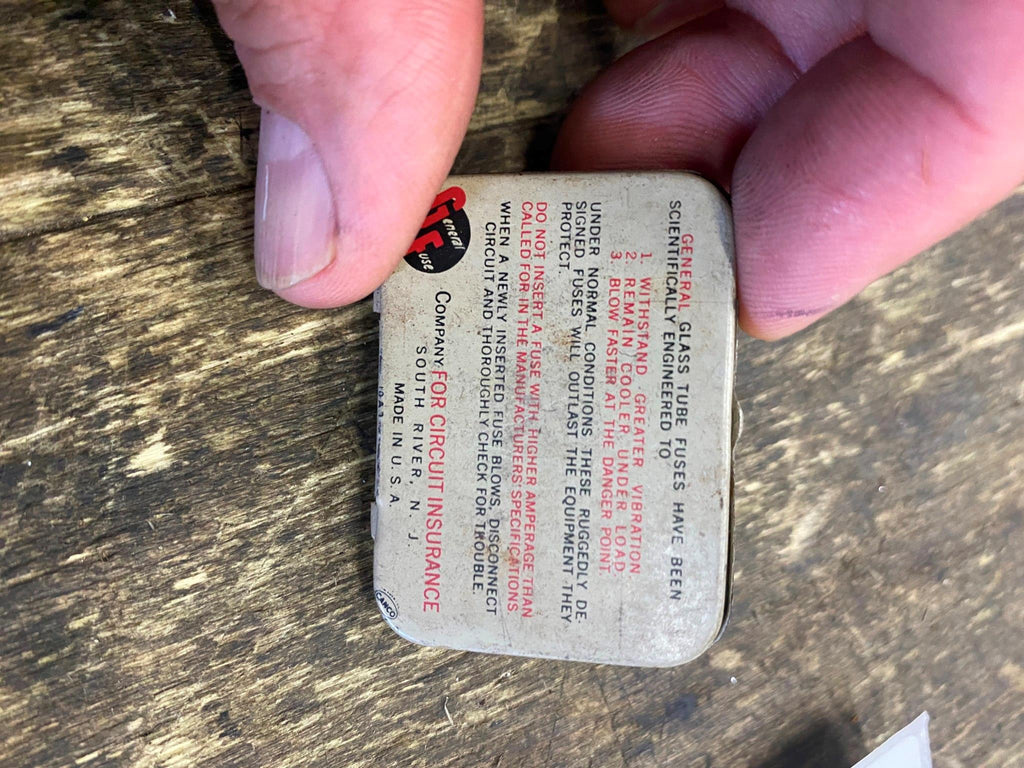 GENERAL GLASS TUBE FUSES HAVE BEEN
SCIENTIFICALLY ENGINEERED TO
1. WITHSTAND GREATER VIBRATION
2. REMAIN COOLER UNDER LOAD
3. BLOW FASTER AT THE DANGER POINT
UNDER NORMAL CONDITIONS THESE RUGGEDLY DE-
SIGNED FUSES WILL OUTLAST THE EQUIPMENT THEY
PROTECT.
DO NOT INSERT A FUSE WITH HIGHER AMPERAGE THAN
CALLED FOR IN THE MANUFACTURERS' SPECIFICATIONS
WHEN A NEWLY INSERTED FUSE BLOWS, DISCONNECT
CIRCUIT AND THOROUGHLY CHECK FOR TROUBLE.
General
Fuse
COMPANY FOR CIRCUIT INSURANCE
SOUTH RIVER, N. J.
MADE IN U.S.A.
CANCO